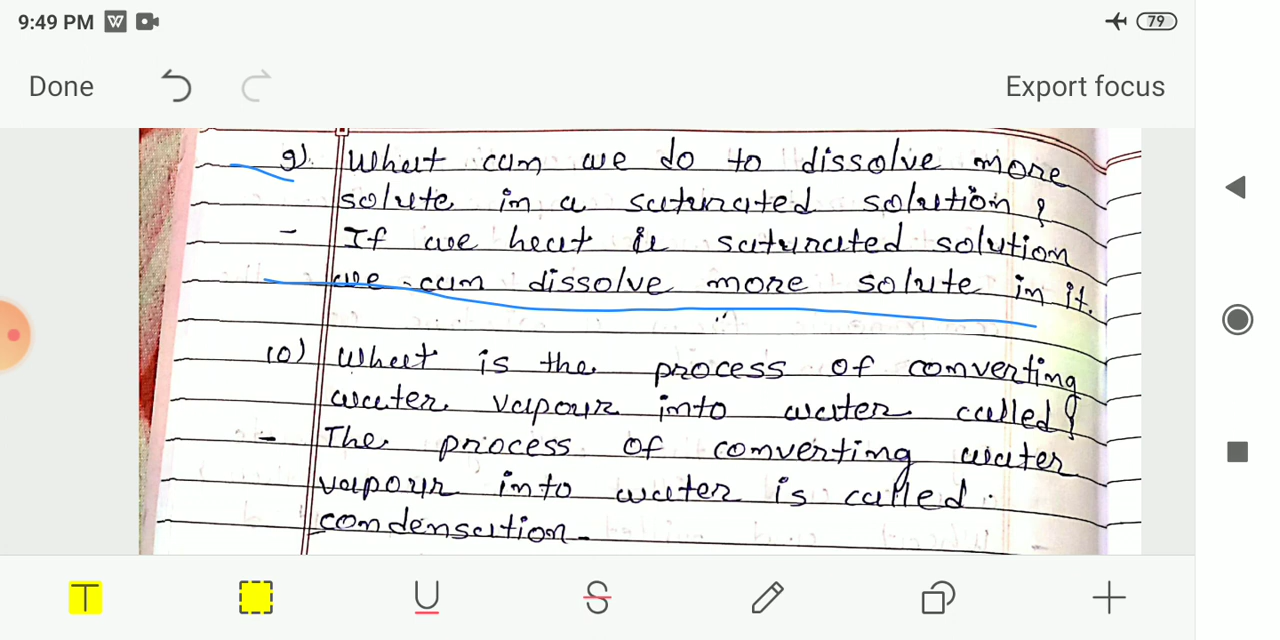 9:49 PM W 79
Done Export focus
9) What can we do to dissolve more
solute in a saturated solution ?
- If we heat a saturated solution
we can dissolve more solute in it.
10) What is the process of converting
water vapour into water called?
- The process of converting water
vapour into water is called
condensation.
T U S